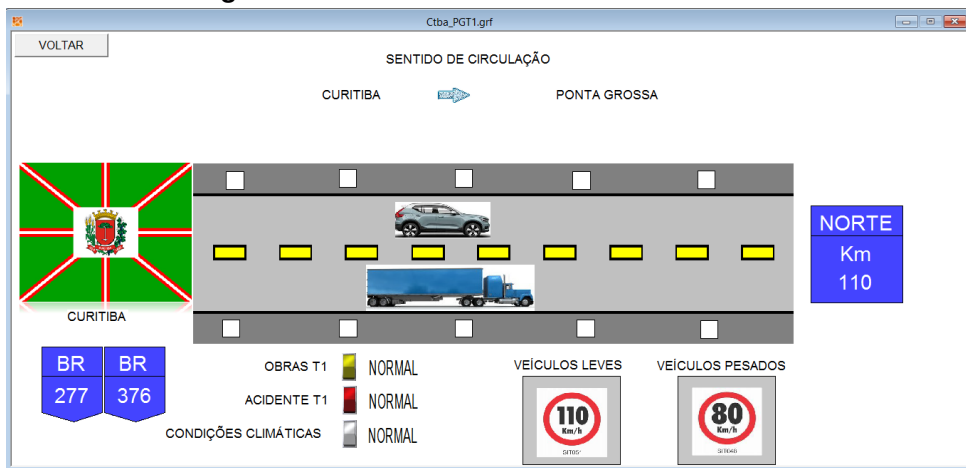 Ctba_PGT1.grf
VOLTAR
SENTIDO DE CIRCULAÇÃO
CURITIBA
PONTA GROSSA
NORTE
Km
110
CURITIBA
BR
277
BR
376
OBRAS T1 NORMAL
ACIDENTE T1 NORMAL
CONDIÇÕES CLIMÁTICAS NORMAL
VEÍCULOS LEVES
110
Km/h
VEÍCULOS PESADOS
80
Km/h